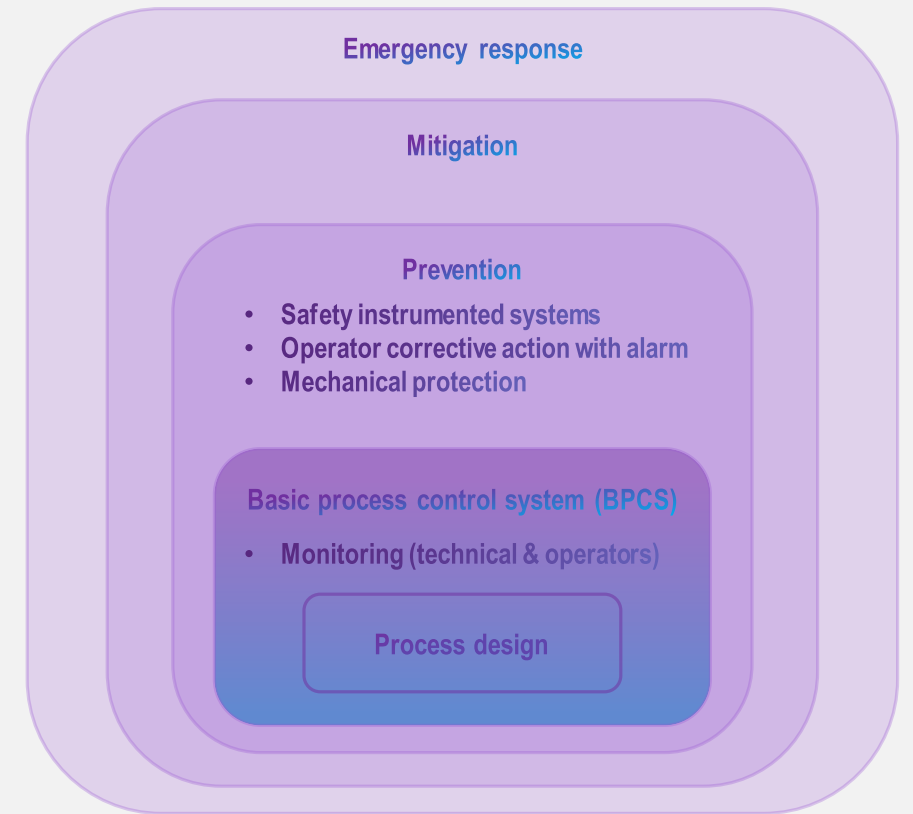 Emergency response
Mitigation
Prevention
• Safety instrumented systems
• Operator corrective action with alarm
• Mechanical protection
Basic process control system (BPCS)
• Monitoring (technical & operators)
Process design